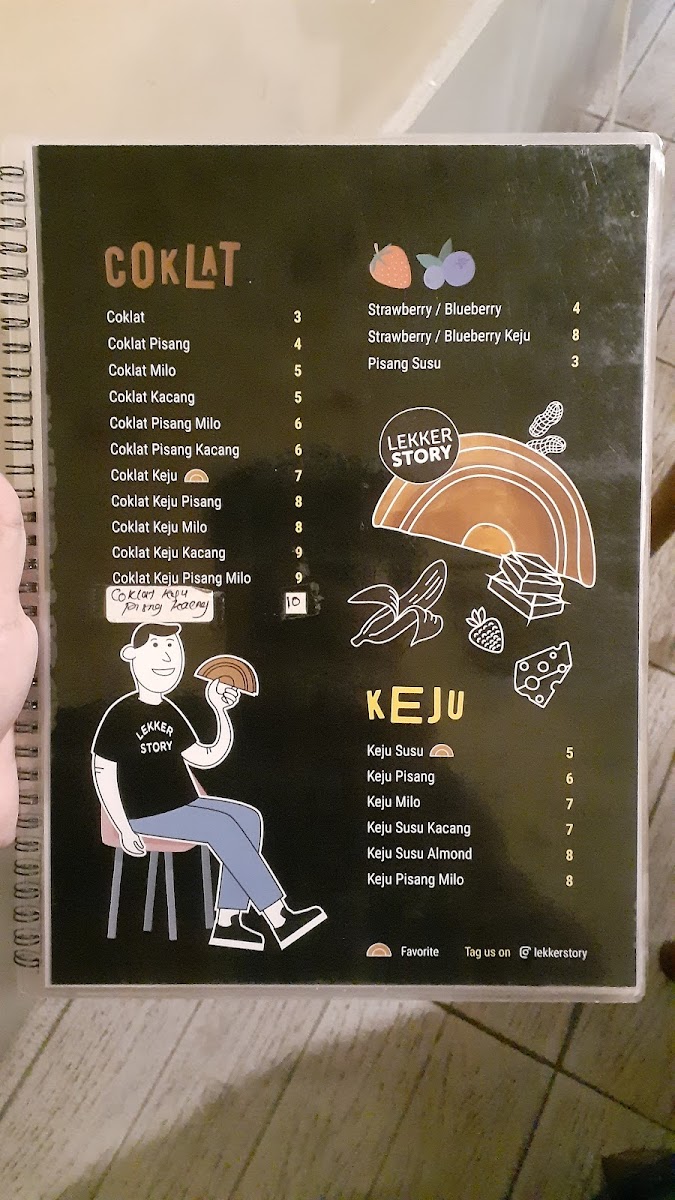 COKLAT
Coklat 3
Coklat Pisang 4
Coklat Milo 5
Coklat Kacang 5
Coklat Pisang Milo 6
Coklat Pisang Kacang 6
Coklat Keju 7
Coklat Keju Pisang 8
Coklat Keju Milo 8
Coklat Keju Kacang 9
Coklat Keju Pisang Milo 9
Coklat Keju
Pisang Kacang 10
LEKKER
STORY
Strawberry / Blueberry 4
Strawberry / Blueberry Keju 8
Pisang Susu 3
LEKKER
STORY
KEJU
Keju Susu 5
Keju Pisang 6
Keju Milo 7
Keju Susu Kacang 7
Keju Susu Almond 8
Keju Pisang Milo 8
Favorite Tag us on @ lekkerstory